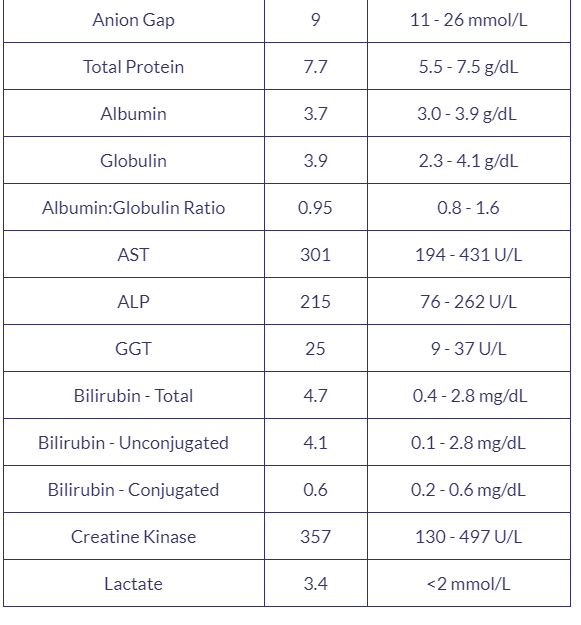 Anion Gap 9 11 - 26 mmol/L
Total Protein 7.7 5.5 - 7.5 g/dL
Albumin 3.7 3.0 - 3.9 g/dL
Globulin 3.9 2.3 - 4.1 g/dL
Albumin:Globulin Ratio 0.95 0.8 - 1.6
AST 301 194 - 431 U/L
ALP 215 76 - 262 U/L
GGT 25 9 - 37 U/L
Bilirubin - Total 4.7 0.4 - 2.8 mg/dL
Bilirubin - Unconjugated 4.1 0.1 - 2.8 mg/dL
Bilirubin - Conjugated 0.6 0.2 - 0.6 mg/dL
Creatine Kinase 357 130 - 497 U/L
Lactate 3.4 <2 mmol/L